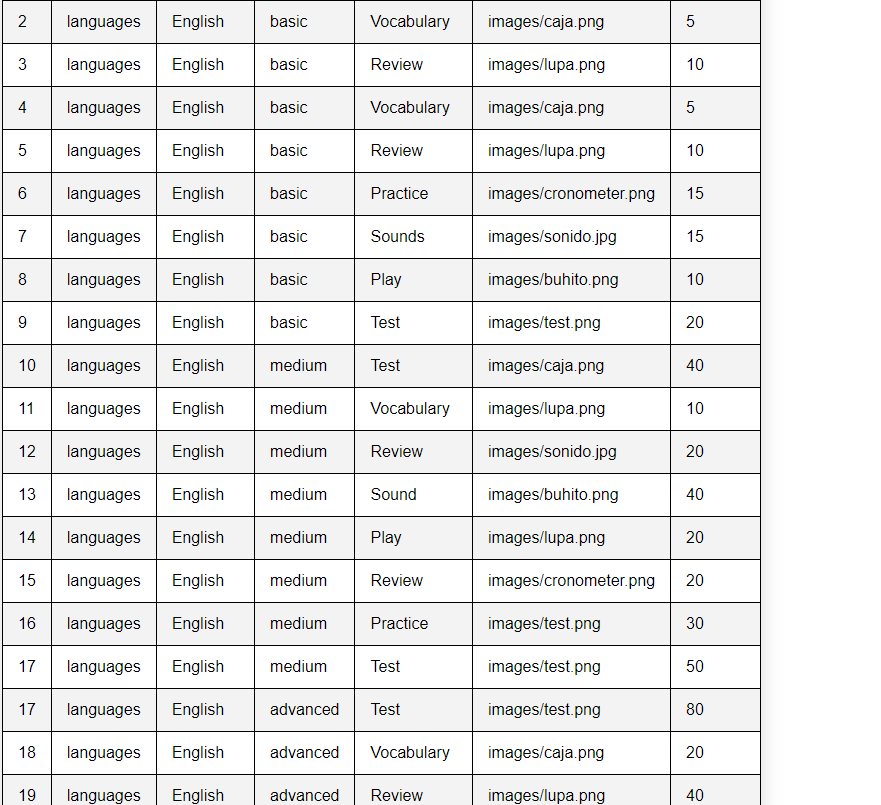 2 languages English basic Vocabulary images/caja.png 5
3 languages English basic Review images/lupa.png 10
4 languages English basic Vocabulary images/caja.png 5
5 languages English basic Review images/lupa.png 10
6 languages English basic Practice images/cronometer.png 15
7 languages English basic Sounds images/sonido.jpg 15
8 languages English basic Play images/buhito.png 10
9 languages English basic Test images/test.png 20
10 languages English medium Test images/caja.png 40
11 languages English medium Vocabulary images/lupa.png 10
12 languages English medium Review images/sonido.jpg 20
13 languages English medium Sound images/buhito.png 40
14 languages English medium Play images/lupa.png 20
15 languages English medium Review images/cronometer.png 20
16 languages English medium Practice images/test.png 30
17 languages English medium Test images/test.png 50
17 languages English advanced Test images/test.png 80
18 languages English advanced Vocabulary images/caja.png 20
19 languages English advanced Review images/lupa.png 40